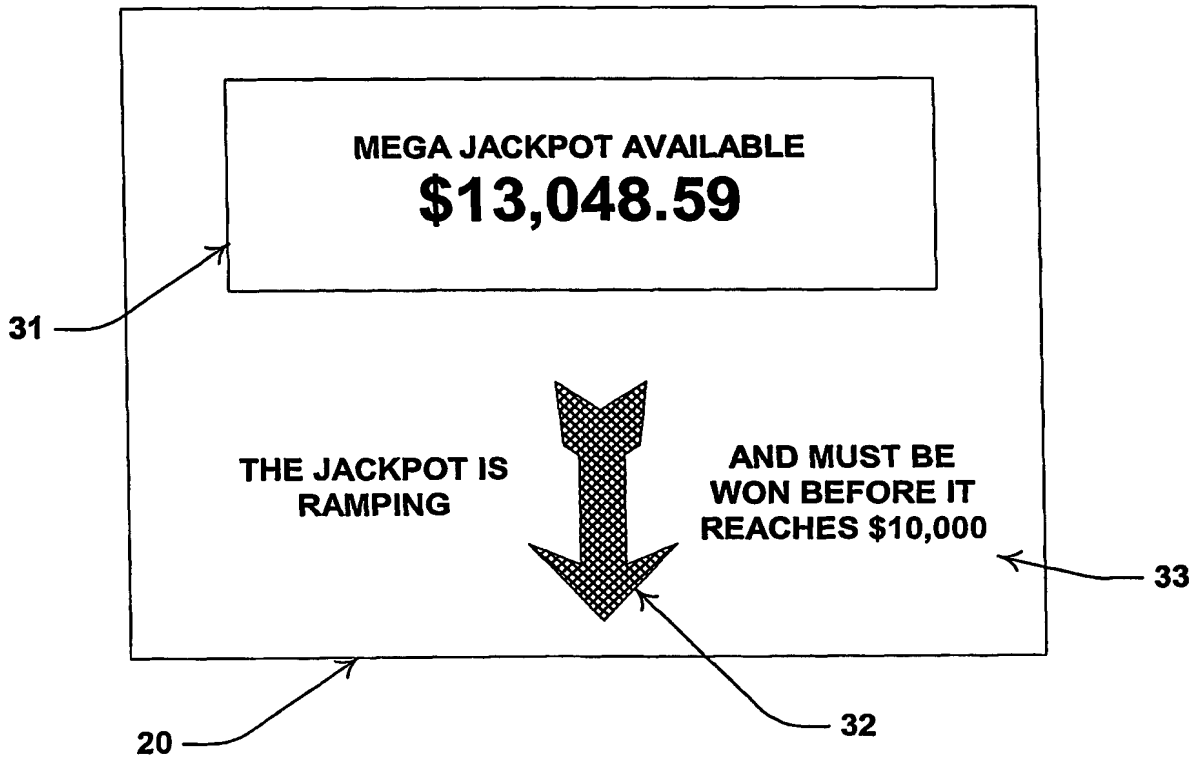 MEGA JACKPOT AVAILABLE
$13,048.59
31
THE JACKPOT IS
RAMPING
AND MUST BE
WON BEFORE IT
REACHES $10,000
33
32
20